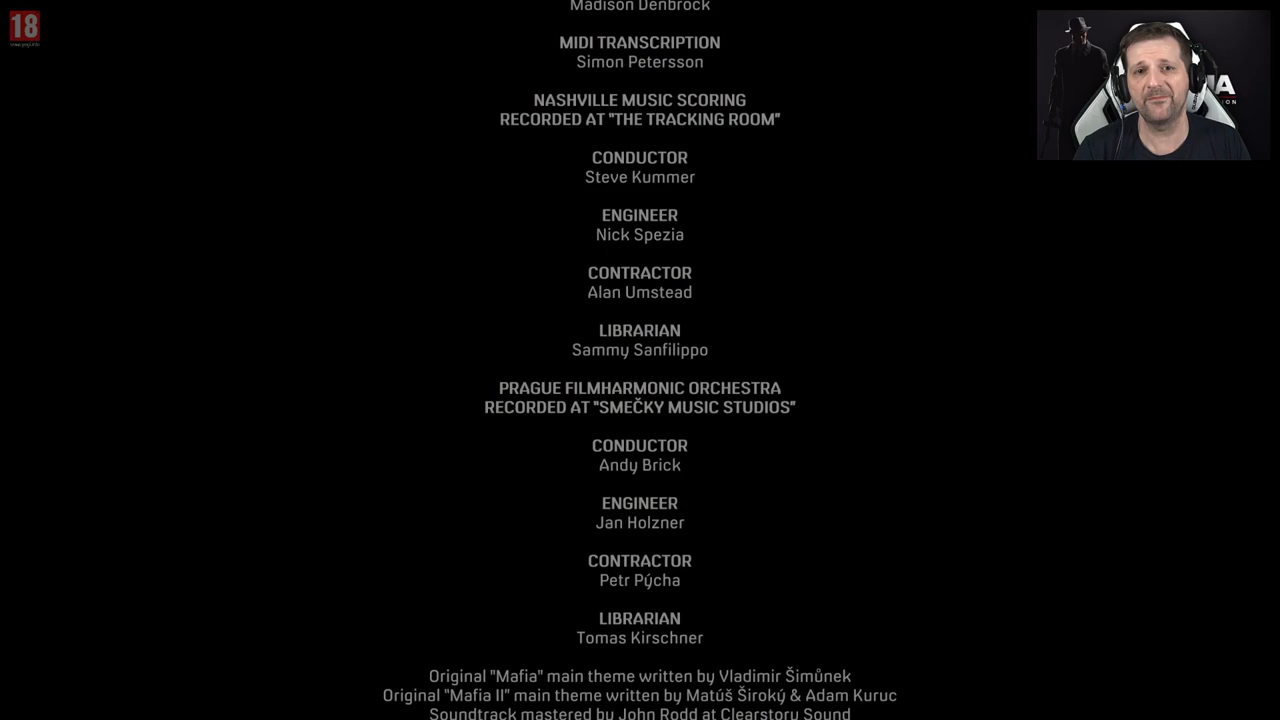 18
Madison Denbrock
MIDI TRANSCRIPTION
Simon Petersson
NASHVILLE MUSIC SCORING
RECORDED AT "THE TRACKING ROOM"
CONDUCTOR
Steve Kummer
ENGINEER
Nick Spezia
CONTRACTOR
Alan Umstead
LIBRARIAN
Sammy Sanfilippo
PRAGUE FILMHARMONIC ORCHESTRA
RECORDED AT "SMEČKY MUSIC STUDIOS"
CONDUCTOR
Andy Brick
ENGINEER
Jan Holzner
CONTRACTOR
Petr Pýcha
LIBRARIAN
Tomas Kirschner
Original "Mafia" main theme written by Vladimir Šimůnek
Original "Mafia II" main theme written by Matúš Široký & Adam Kuruc
Soundtrack mastered by John Rodd at Clearstory Sound